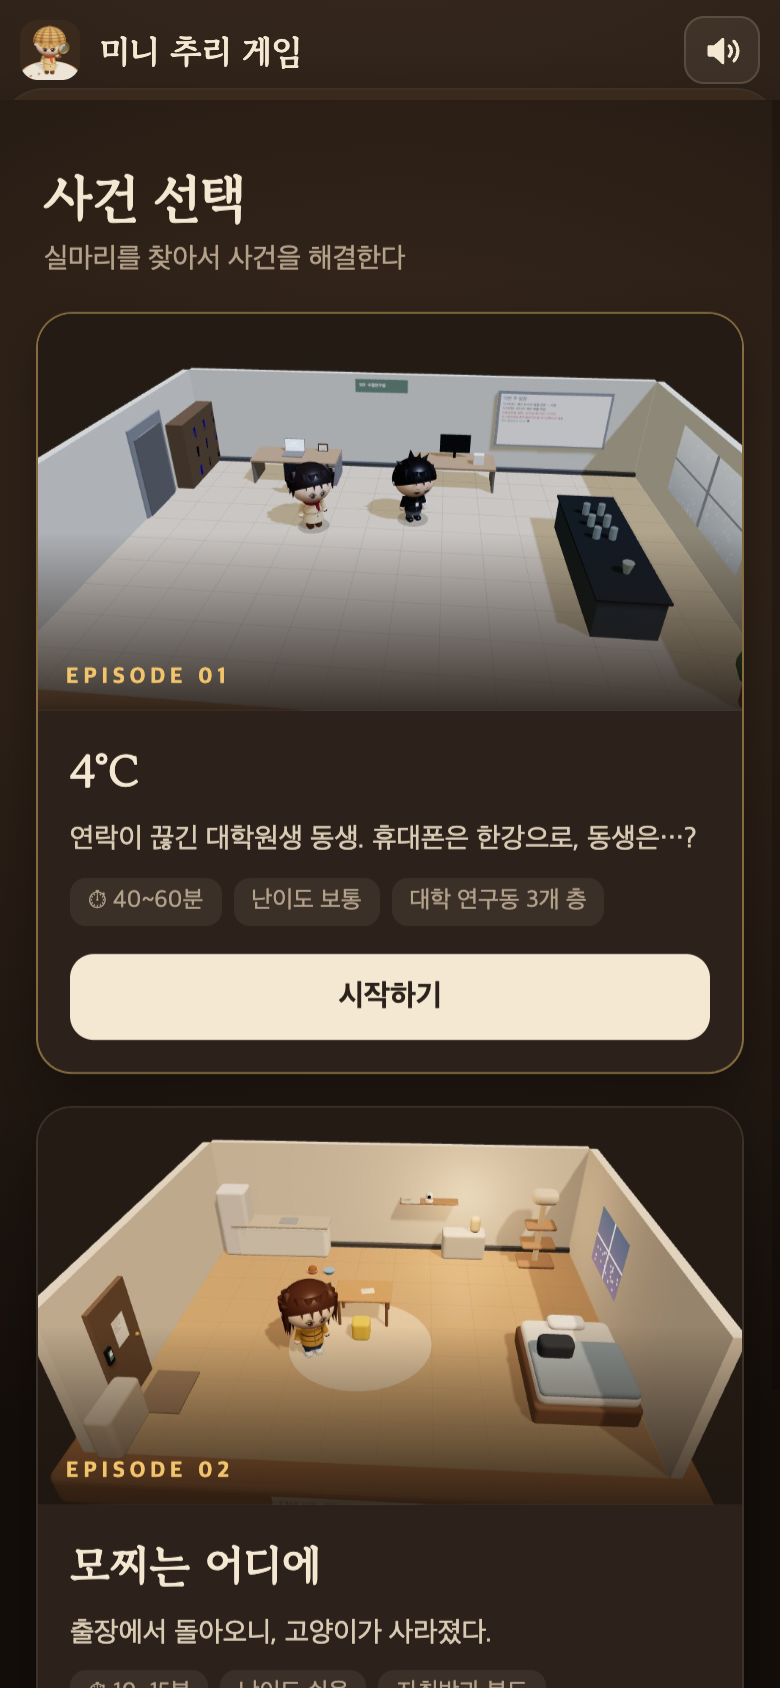 미니 추리 게임
사건 선택
실마리를 찾아서 사건을 해결한다
EPISODE 01
4°C
연락이 끊긴 대학원생 동생. 휴대폰은 한강으로, 동생은…?
⏱ 40~60분
난이도 보통
대학 연구동 3개 층
시작하기
EPISODE 02
모찌는 어디에
출장에서 돌아오니, 고양이가 사라졌다.